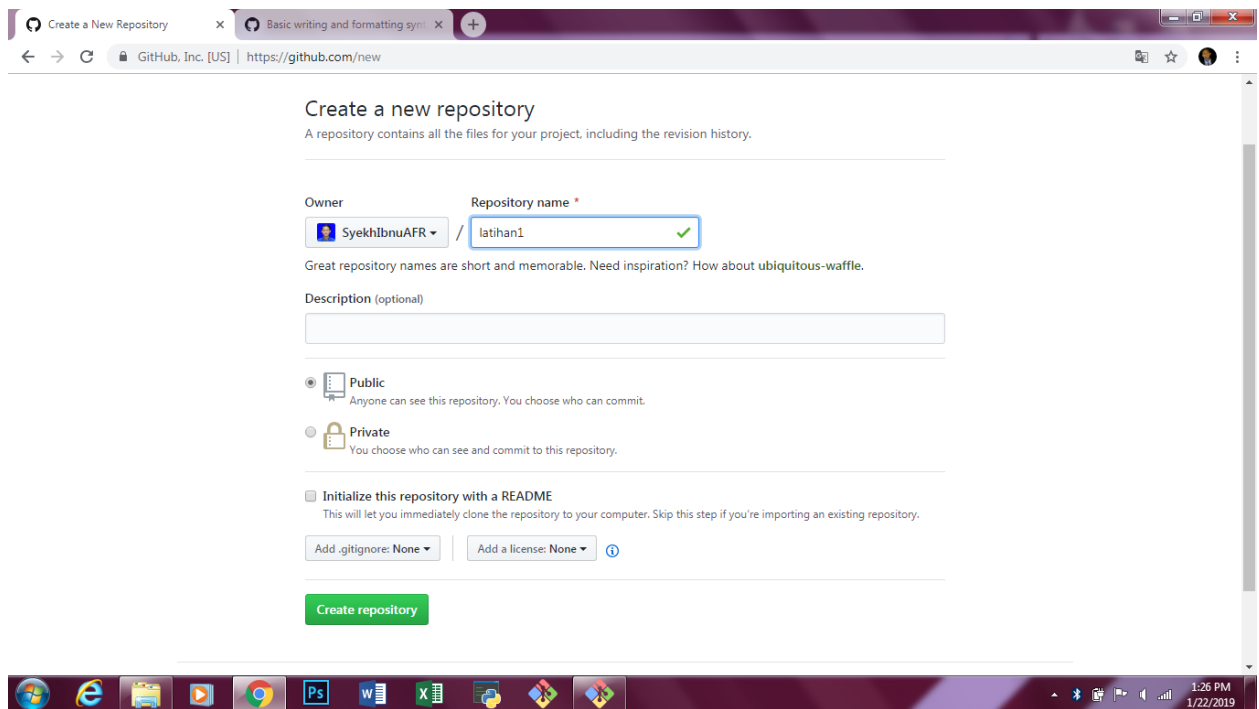 Create a New Repository
Basic writing and formatting synt
GitHub, Inc. [US] | https://github.com/new
Create a new repository
A repository contains all the files for your project, including the revision history.
Owner
Repository name *
SyekhIbnuAFR / latihan1
Great repository names are short and memorable. Need inspiration? How about ubiquitous-waffle.
Description (optional)
Public
Anyone can see this repository. You choose who can commit.
Private
You choose who can see and commit to this repository.
Initialize this repository with a README
This will let you immediately clone the repository to your computer. Skip this step if you're importing an existing repository.
Add .gitignore: None
Add a license: None
Create repository
Ps
1:26 PM
1/22/2019